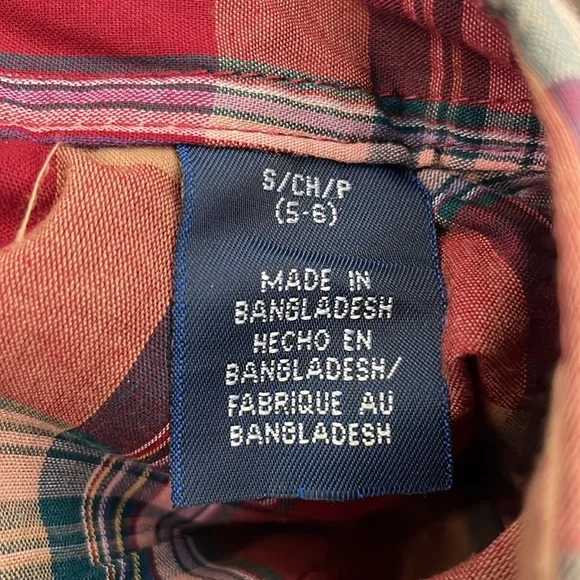 S/CH/P
(5-6)
MADE IN
BANGLADESH
HECHO EN
BANGLADESH/
FABRIQUE AU
BANGLADESH